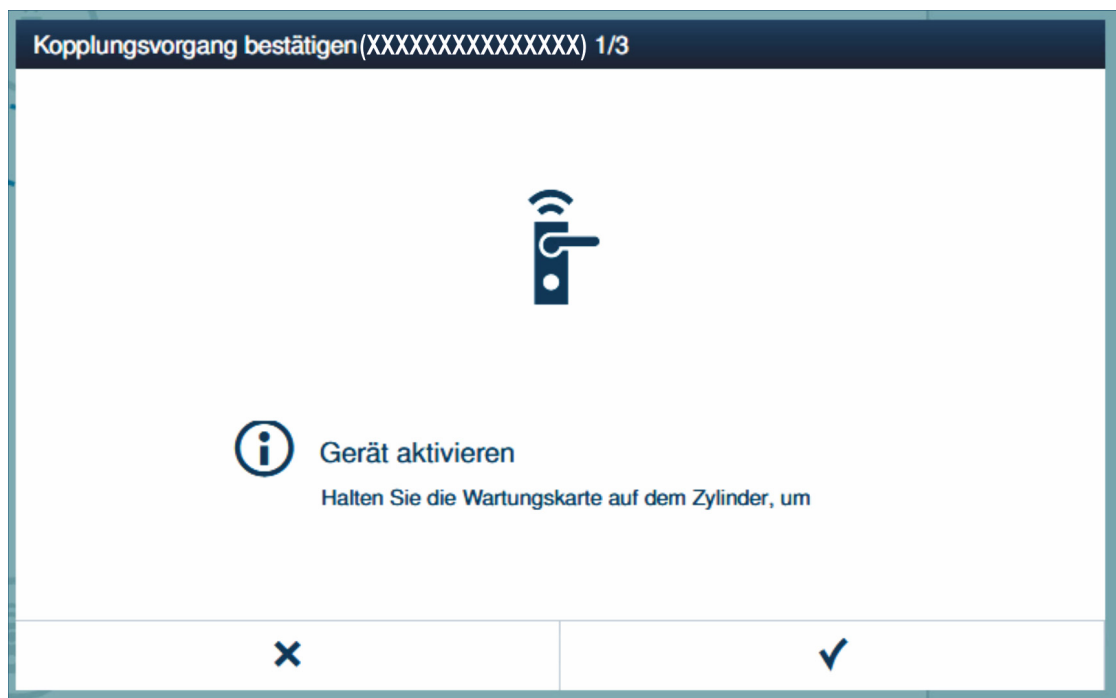 Kopplungsvorgang bestätigen(XXXXXXXXXXXXXXX) 1/3
Gerät aktivieren
Halten Sie die Wartungskarte auf dem Zylinder, um